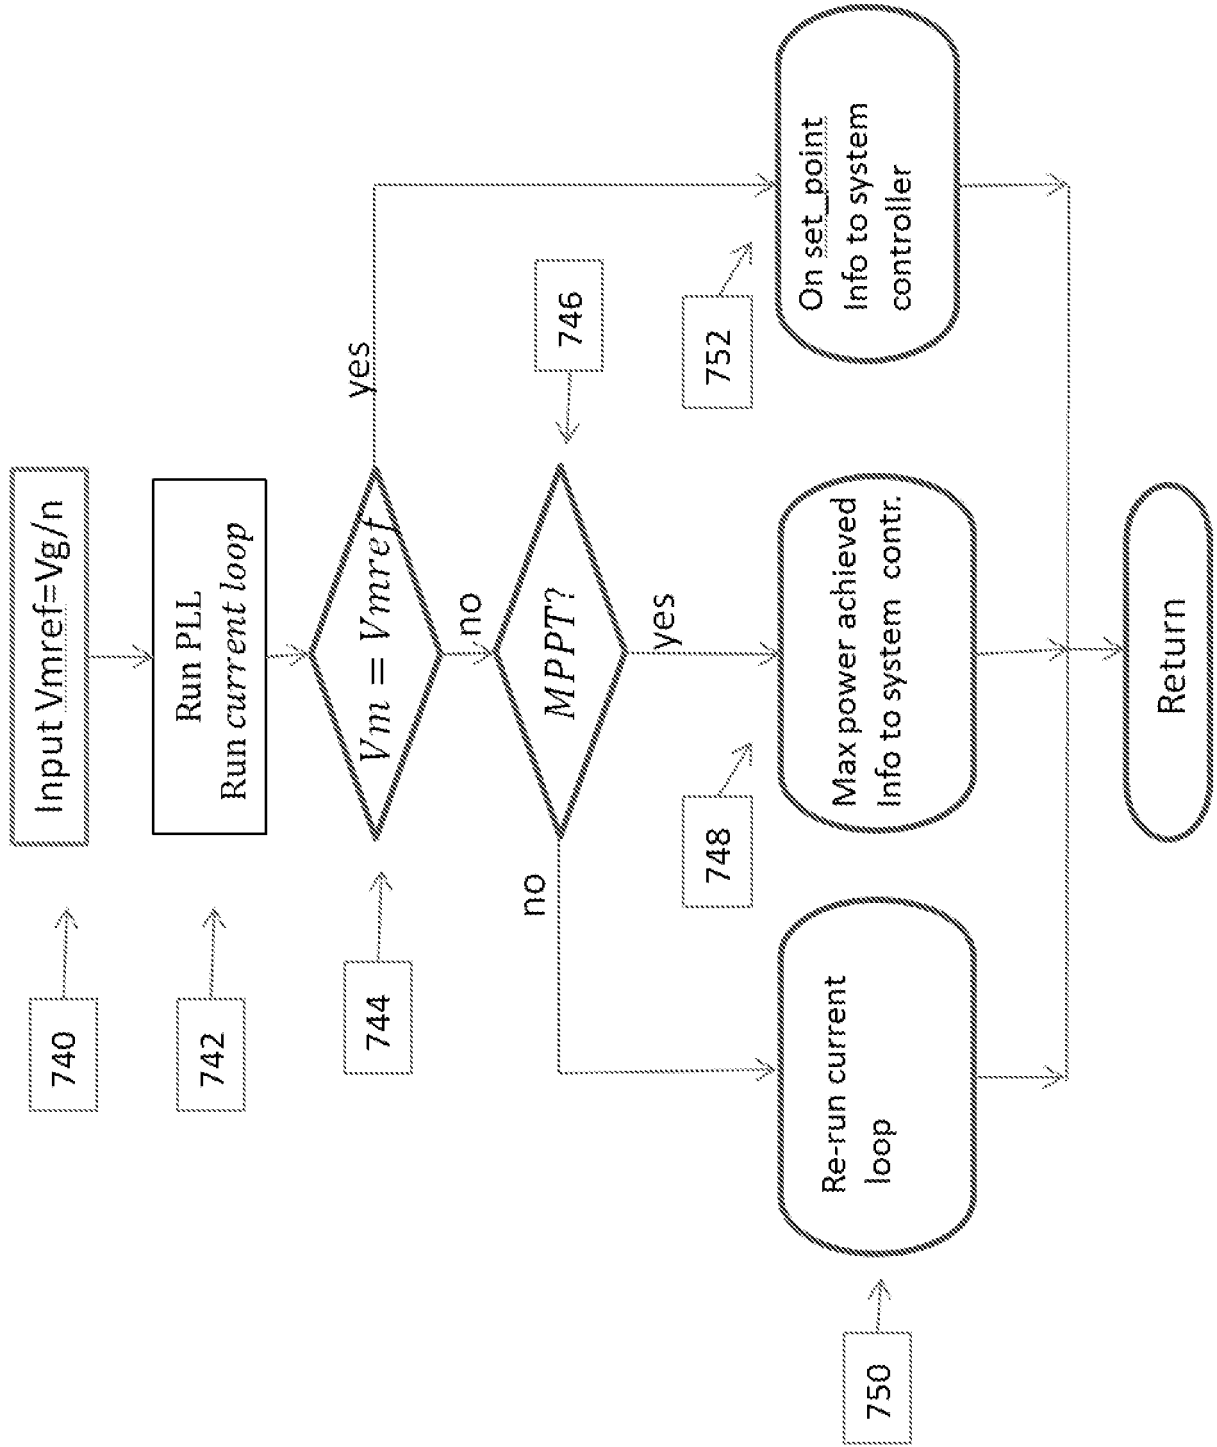 740
Input Vmref=Vg/n
742
Run PLL
Run current loop
744
Vm = Vmref
yes
no
746
MPPT?
no
yes
748
752
750
Re-run current
loop
Max power achieved
Info to system contr.
On set_point
Info to system
controller
Return